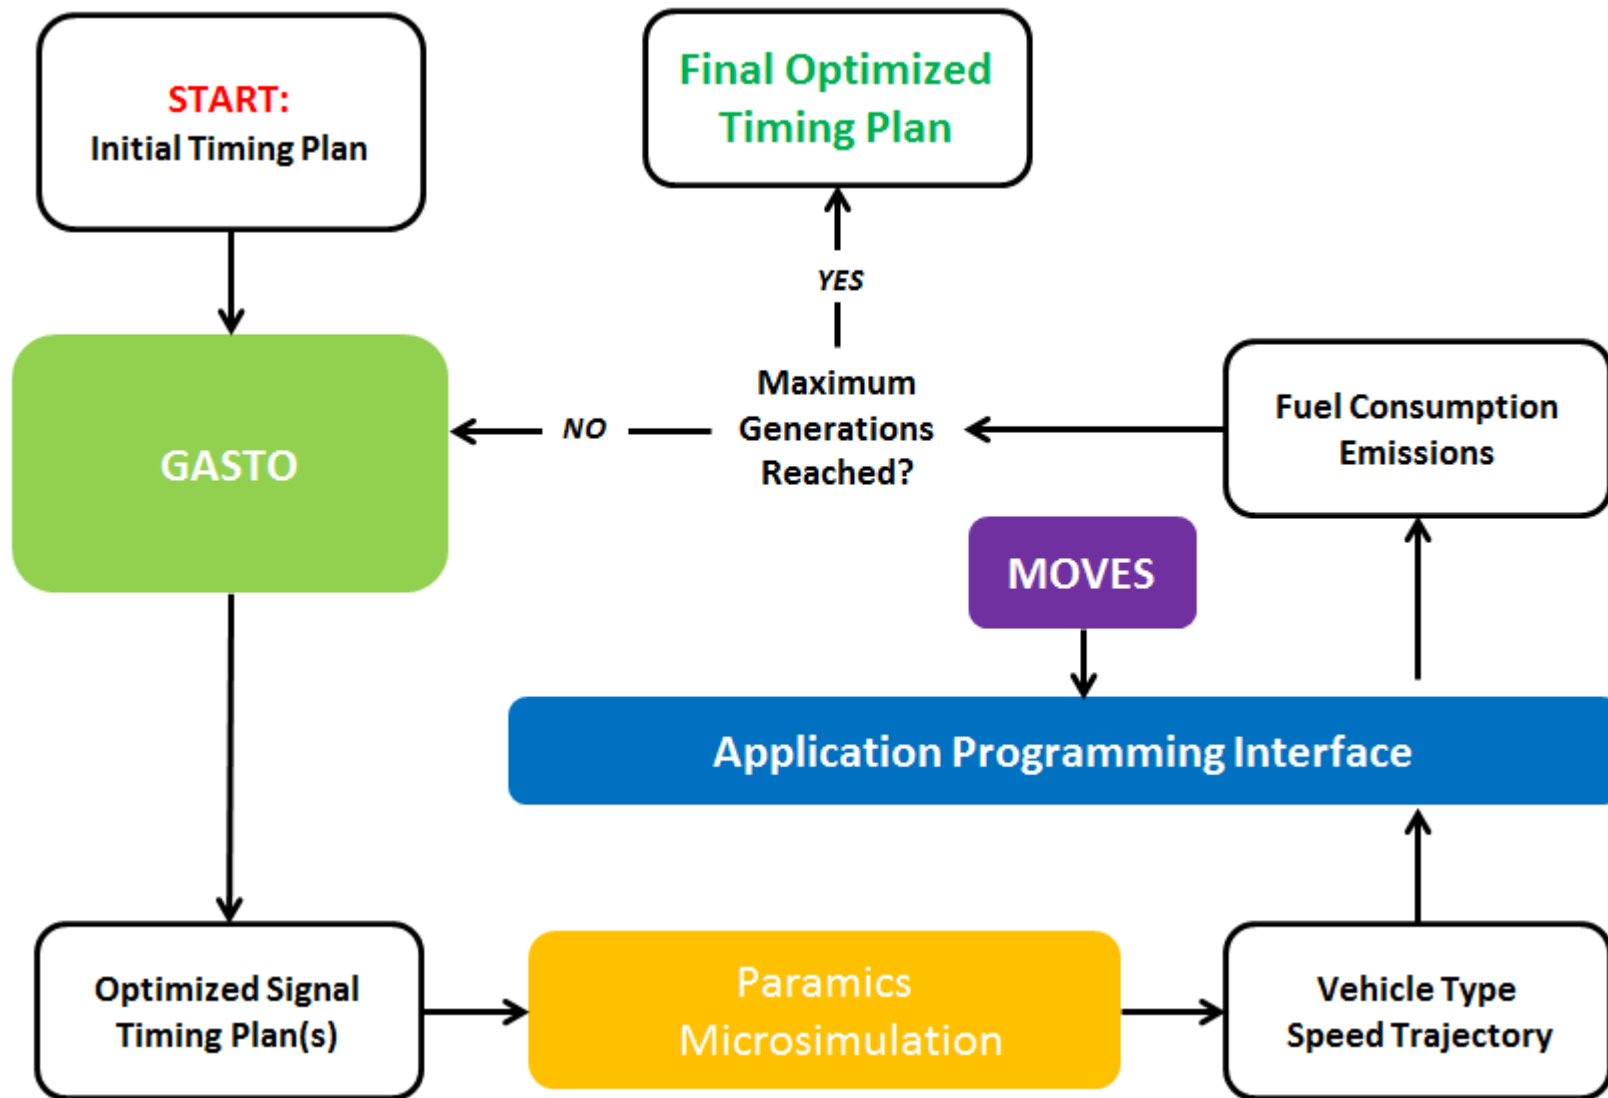 START:
Initial Timing Plan
Final Optimized
Timing Plan
YES
Maximum
Generations
Reached?
NO
GASTO
Fuel Consumption
Emissions
MOVES
Application Programming Interface
Optimized Signal
Timing Plan(s)
Paramics
Microsimulation
Vehicle Type
Speed Trajectory